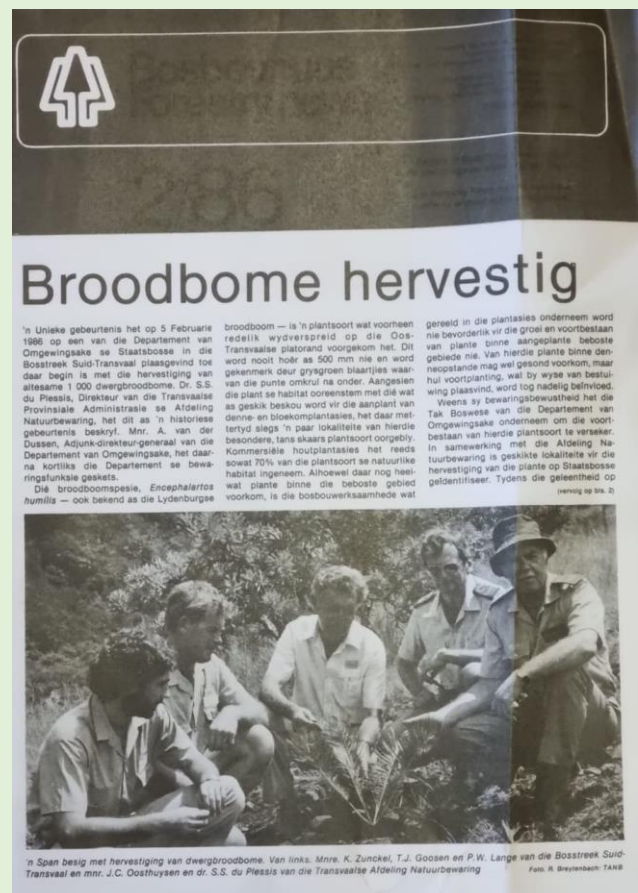 Bosbounuus
Forestry news
2/86
Broodbome hervestig
'n Unieke gebeurtenis het op 5 Februarie
1986 op een van die Departement van
Omgewingsake se Staatsbosse in die
Bosstreek Suid-Transvaal plaasgevind toe
daar begin is met die hervestiging van
altesame 1 000 dwergbroodbome. Dr. S.S.
du Plessis, Direkteur van die Transvaalse
Provinsiale Administrasie se Afdeling
Natuurbewaring, het dit as 'n historiese
gebeurtenis beskryf. Mnr. A. van der
Dussen, Adjunk-direkteur-generaal van die
Departement van Omgewingsake, het daar-
na kortliks die Departement se bewa-
ringsfunksie geskets.
Dié broodboomspesie, Encephalartos
humilis — ook bekend as die Lydenburgse
broodboom — is 'n plantsoort wat voorheen
redelik wydversprei op die Oos-
Transvaalse platorand voorgekom het. Dit
word nooit hoër as 500 mm nie en word
gekenmerk deur grysgroen blaartjies waar-
van die punte omkrul na onder. Aangesien
die plant se habitat ooreenstem met die wat
as geskik beskou word vir die aanplant van
denne- en bloekomplantasies, het daar met-
tertyd slegs 'n paar lokaliteite van hierdie
besondere, tans skaars plantsoort oorgebly.
Kommersiële houtplantasies het reeds
sowat 70% van die plantsoort se natuurlike
habitat ingeneem. Alhoewel daar nog heel-
wat plante binne die beboste gebied
voorkom, is die bosbouwerksaamhede wat
gereeld in die plantasies onderneem word
nie bevorderlik vir die groei en voortbestaan
van plante binne aangeplante beboste
gebiede nie. Van hierdie plante binne den-
neopstande mag wel gesond voorkom, maar
hul voortplanting, wat by wyse van bestui-
wing plaasvind, word tog nadelig beïnvloed.
Weens sy bewaringsbewustheid het die
Tak Boswese van die Departement van
Omgewingsake onderneem om die voort-
bestaan van hierdie plantsoort te verseker.
In samewerking met die Afdeling Na-
tuurbewaring is geskikte lokaliteite vir die
hervestiging van die plante op Staatsbosse
geïdentifiseer. Tydens die geleentheid op
(vervolg op bls. 2)
'n Span besig met hervestiging van dwergbroodbome. Van links. Mnre. K. Zunckel, T.J. Goosen en P.W. Lange van die Bosstreek Suid-
Transvaal en mnr. J.C. Oosthuysen en dr. S.S. du Plessis van die Transvaalse Afdeling Natuurbewaring
Foto. R. Breytenbach: TANB